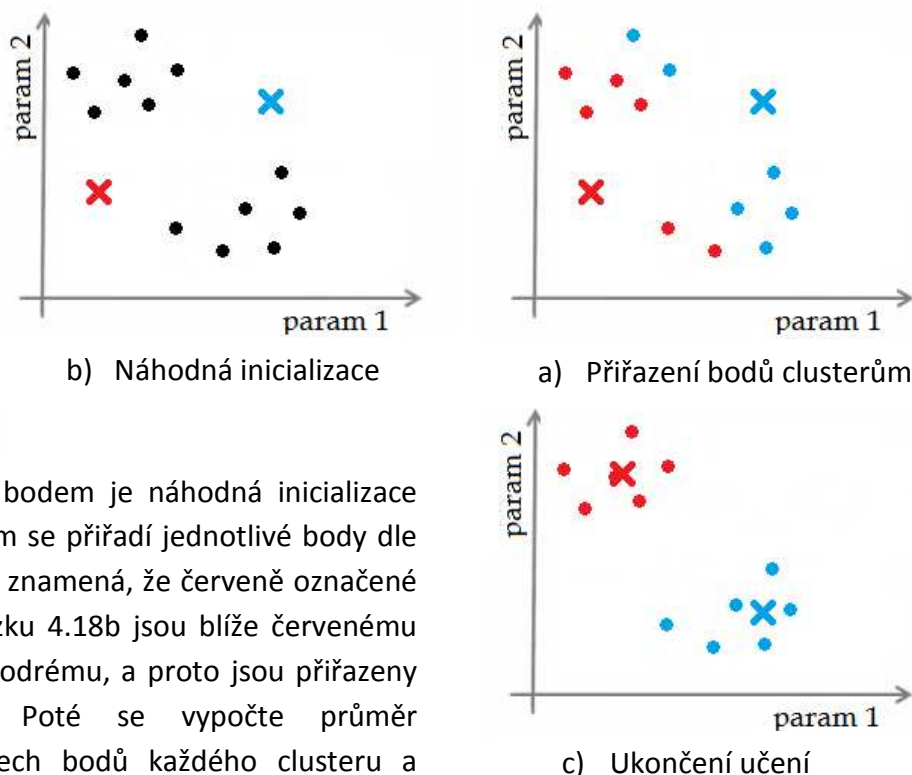 param 2
param 1
b) Náhodná inicializace
param 2
param 1
a) Přiřazení bodů clusterům
bodem je náhodná inicializace
m se přiřadí jednotlivé body dle
znamená, že červeně označené
zku 4.18b jsou blíže červenému
odrému, a proto jsou přiřazeny
Poté se vypočte průměr
ech bodů každého clusteru a
param 2
param 1
c) Ukončení učení